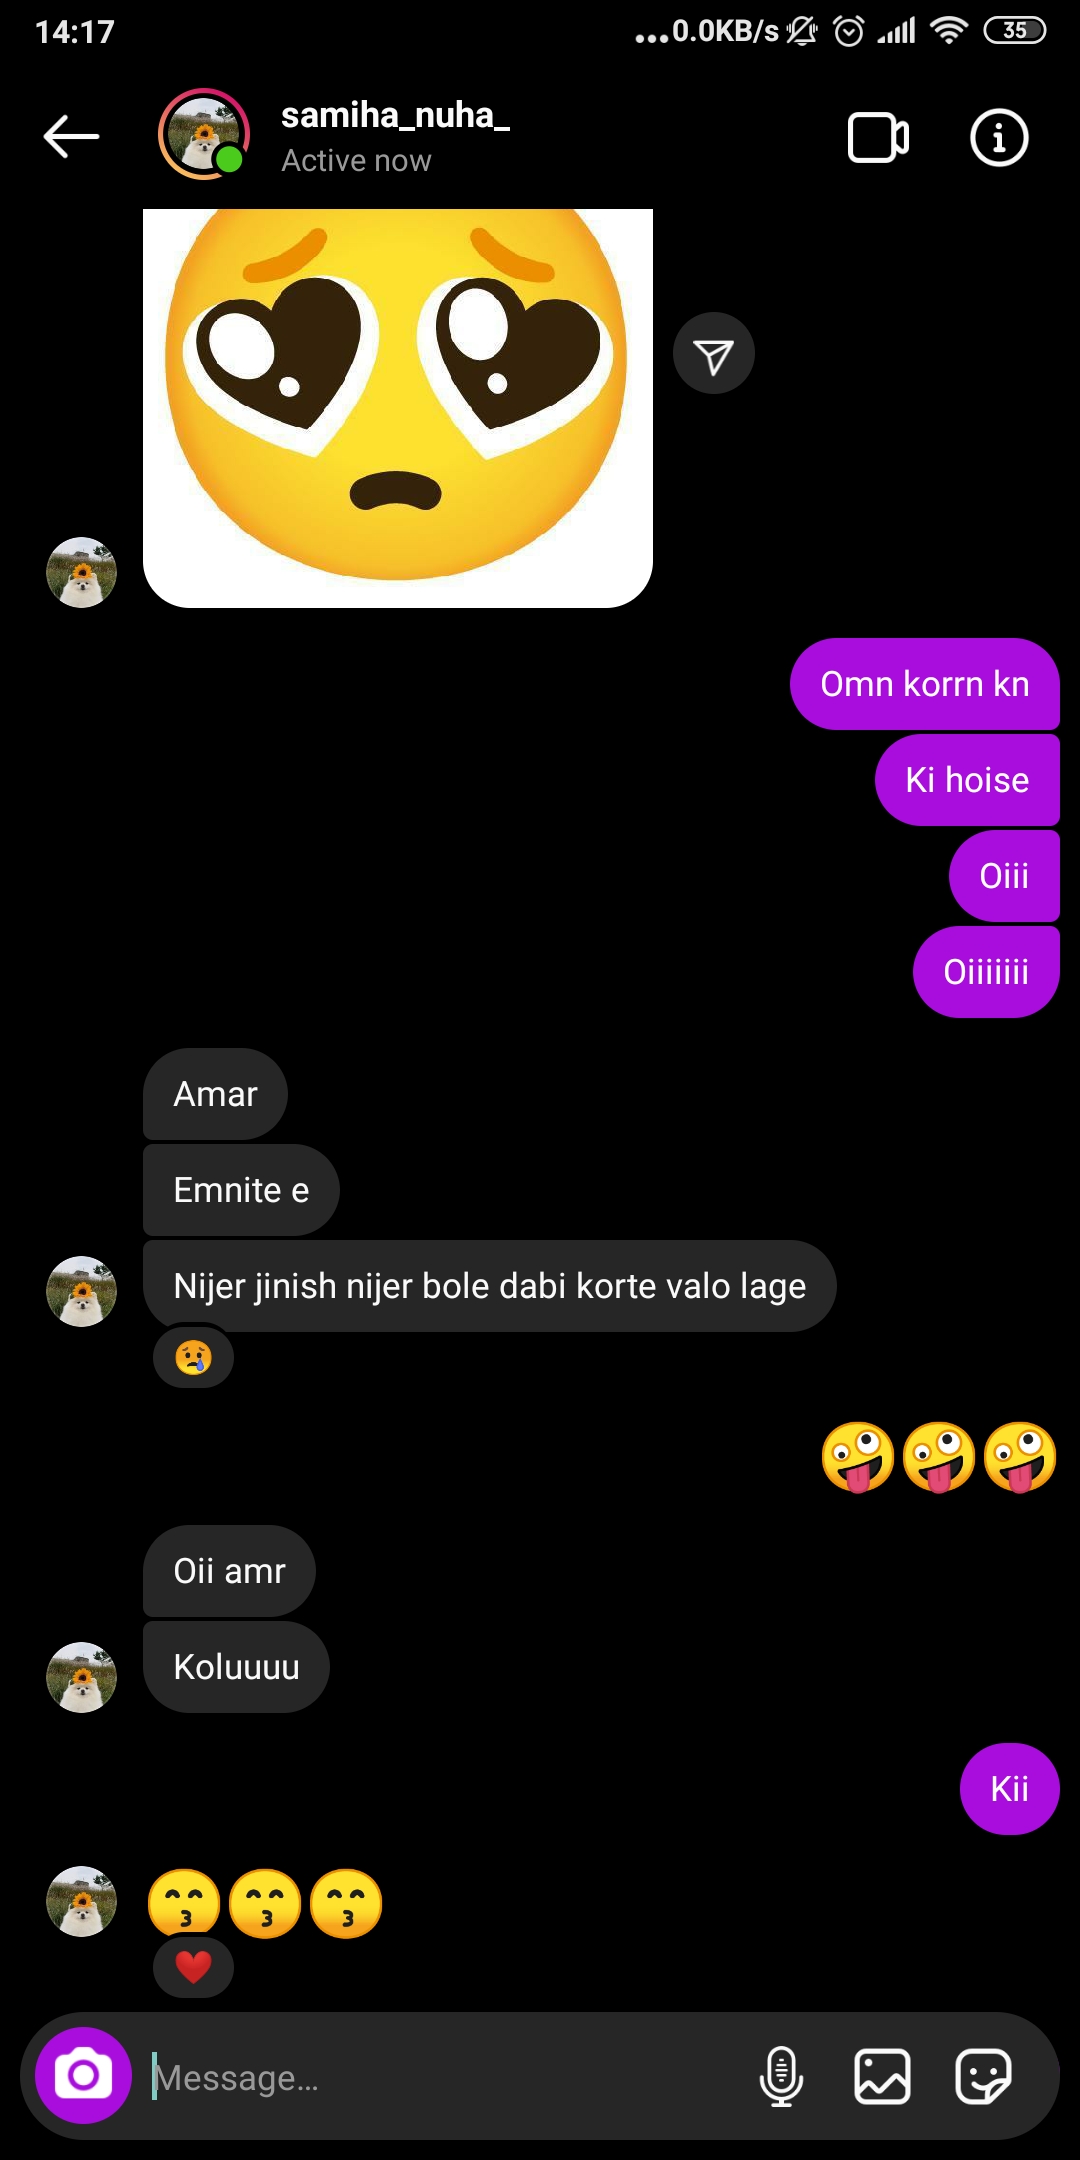 14:17
...0.0KB/s
35
samiha_nuha_
Active now
Omn korrn kn
Ki hoise
Oiii
Oiiiiiii
Amar
Emnite e
Nijer jinish nijer bole dabi korte valo lage
😢
🤪🤪🤪
Oii amr
Koluuuu
Kii
😙😙😙
❤️
Message...